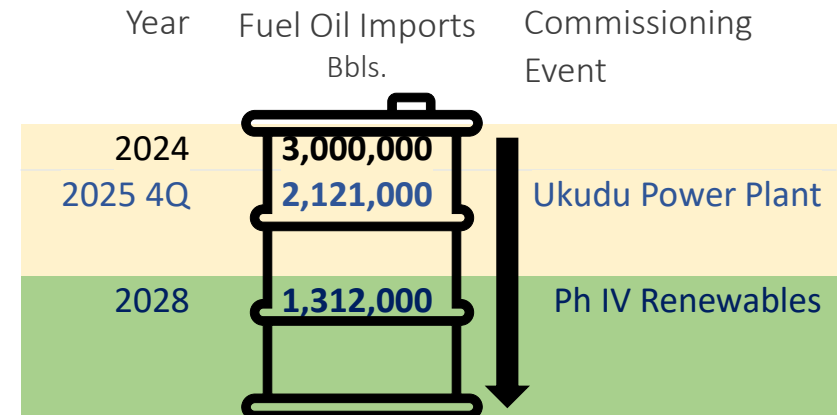 Year Fuel Oil Imports Commissioning
Bbls. Event
2024 3,000,000
2025 4Q 2,121,000 Ukudu Power Plant
2028 1,312,000 Ph IV Renewables